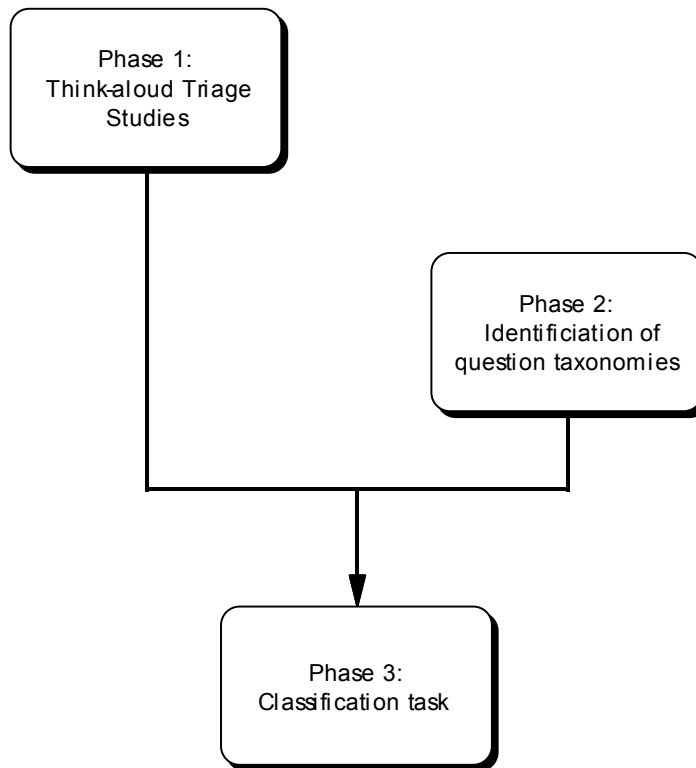 Phase 1:
Think-aloud Triage
Studies
Phase 2:
Identificiation of
question taxonomies
Phase 3:
Classification task